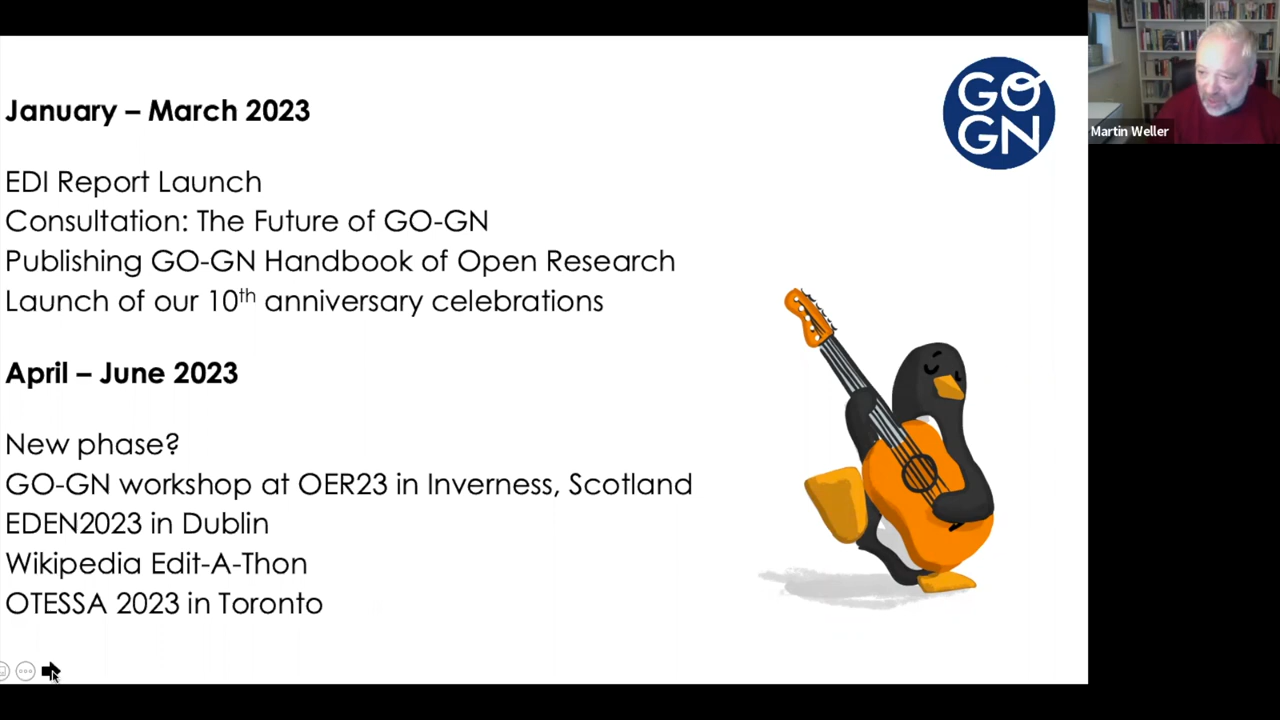 January – March 2023
EDI Report Launch
Consultation: The Future of GO-GN
Publishing GO-GN Handbook of Open Research
Launch of our 10th anniversary celebrations
April – June 2023
New phase?
GO-GN workshop at OER23 in Inverness, Scotland
EDEN2023 in Dublin
Wikipedia Edit-A-Thon
OTESSA 2023 in Toronto
GO
GN
Martin Weller